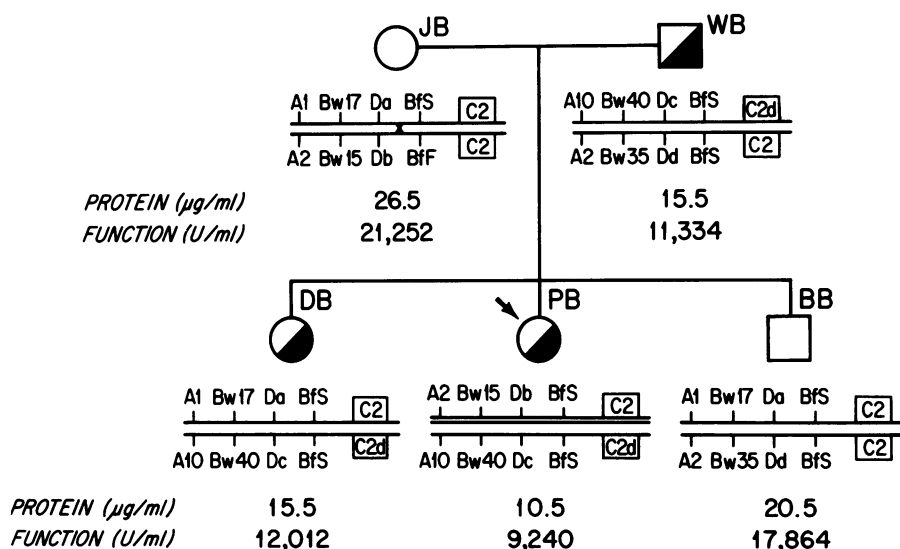 JB WB
A1 Bw17 Da BfS C2 A10 Bw40 Dc BfS C2d
A2 Bw15 Db BfF C2 A2 Bw35 Dd BfS C2
PROTEIN (µg/ml) 26.5 15.5
FUNCTION (U/ml) 21,252 11,334
DB PB BB
A1 Bw17 Da BfS C2 A2 Bw15 Db BfS C2 A1 Bw17 Da BfS C2
A10 Bw40 Dc BfS C2d A10 Bw40 Dc BfS C2d A2 Bw35 Dd BfS C2
PROTEIN (µg/ml) 15.5 10.5 20.5
FUNCTION (U/ml) 12,012 9,240 17,864